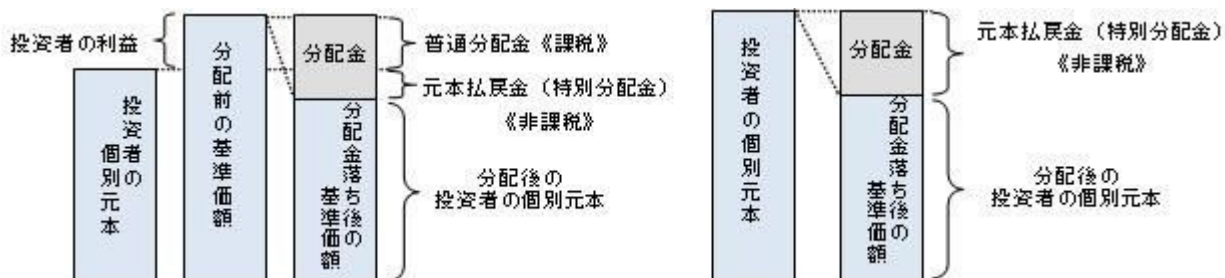 投資者の利益
投資者の
個別元本
分配前の基準価額
分配金
分配金落ち後の
基準価額
普通分配金《課税》
元本払戻金（特別分配金）
《非課税》
分配後の
投資者の個別元本
投資者の個別元本
分配金
分配金落ち後の
基準価額
元本払戻金（特別分配金）
《非課税》
分配後の
投資者の個別元本